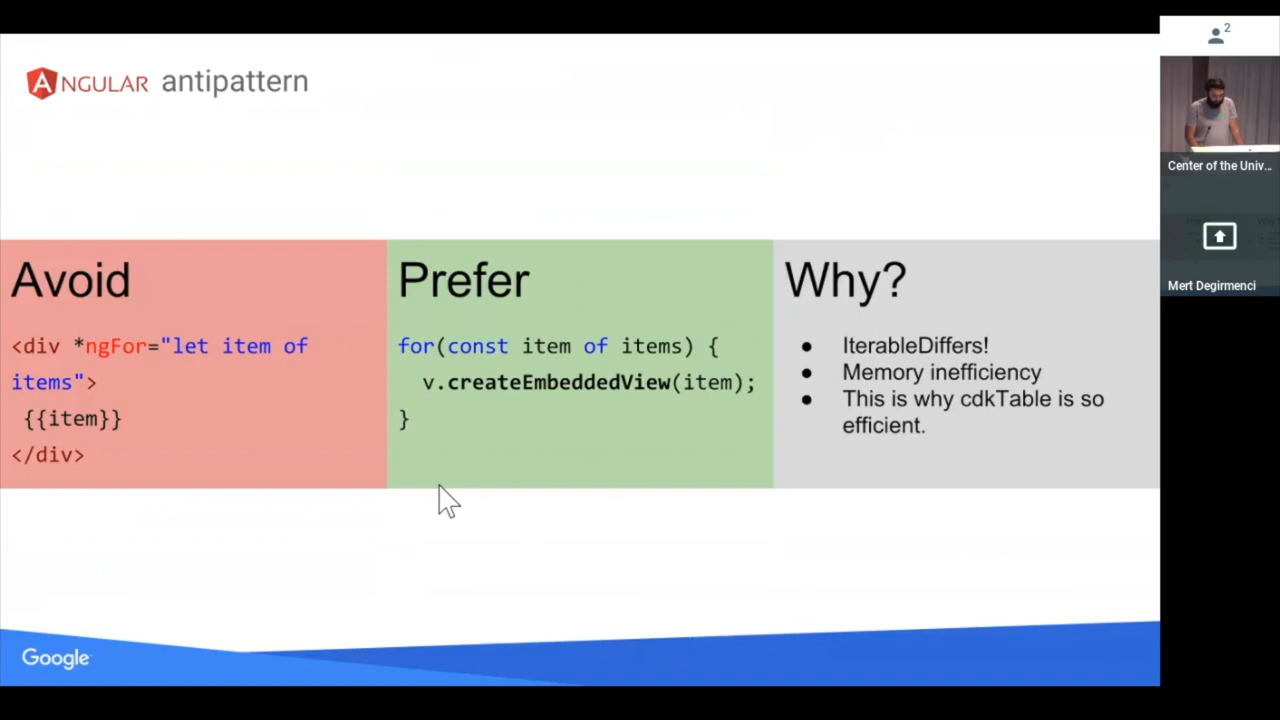 ANGULAR antipattern
2
Center of the Univ...
Mert Degirmenci
Avoid
<div *ngFor="let item of
items">
{{item}}
</div>
Prefer
for(const item of items) {
v.createEmbeddedView(item);
}
Why?
● IterableDiffers!
● Memory inefficiency
● This is why cdkTable is so
efficient.
Google